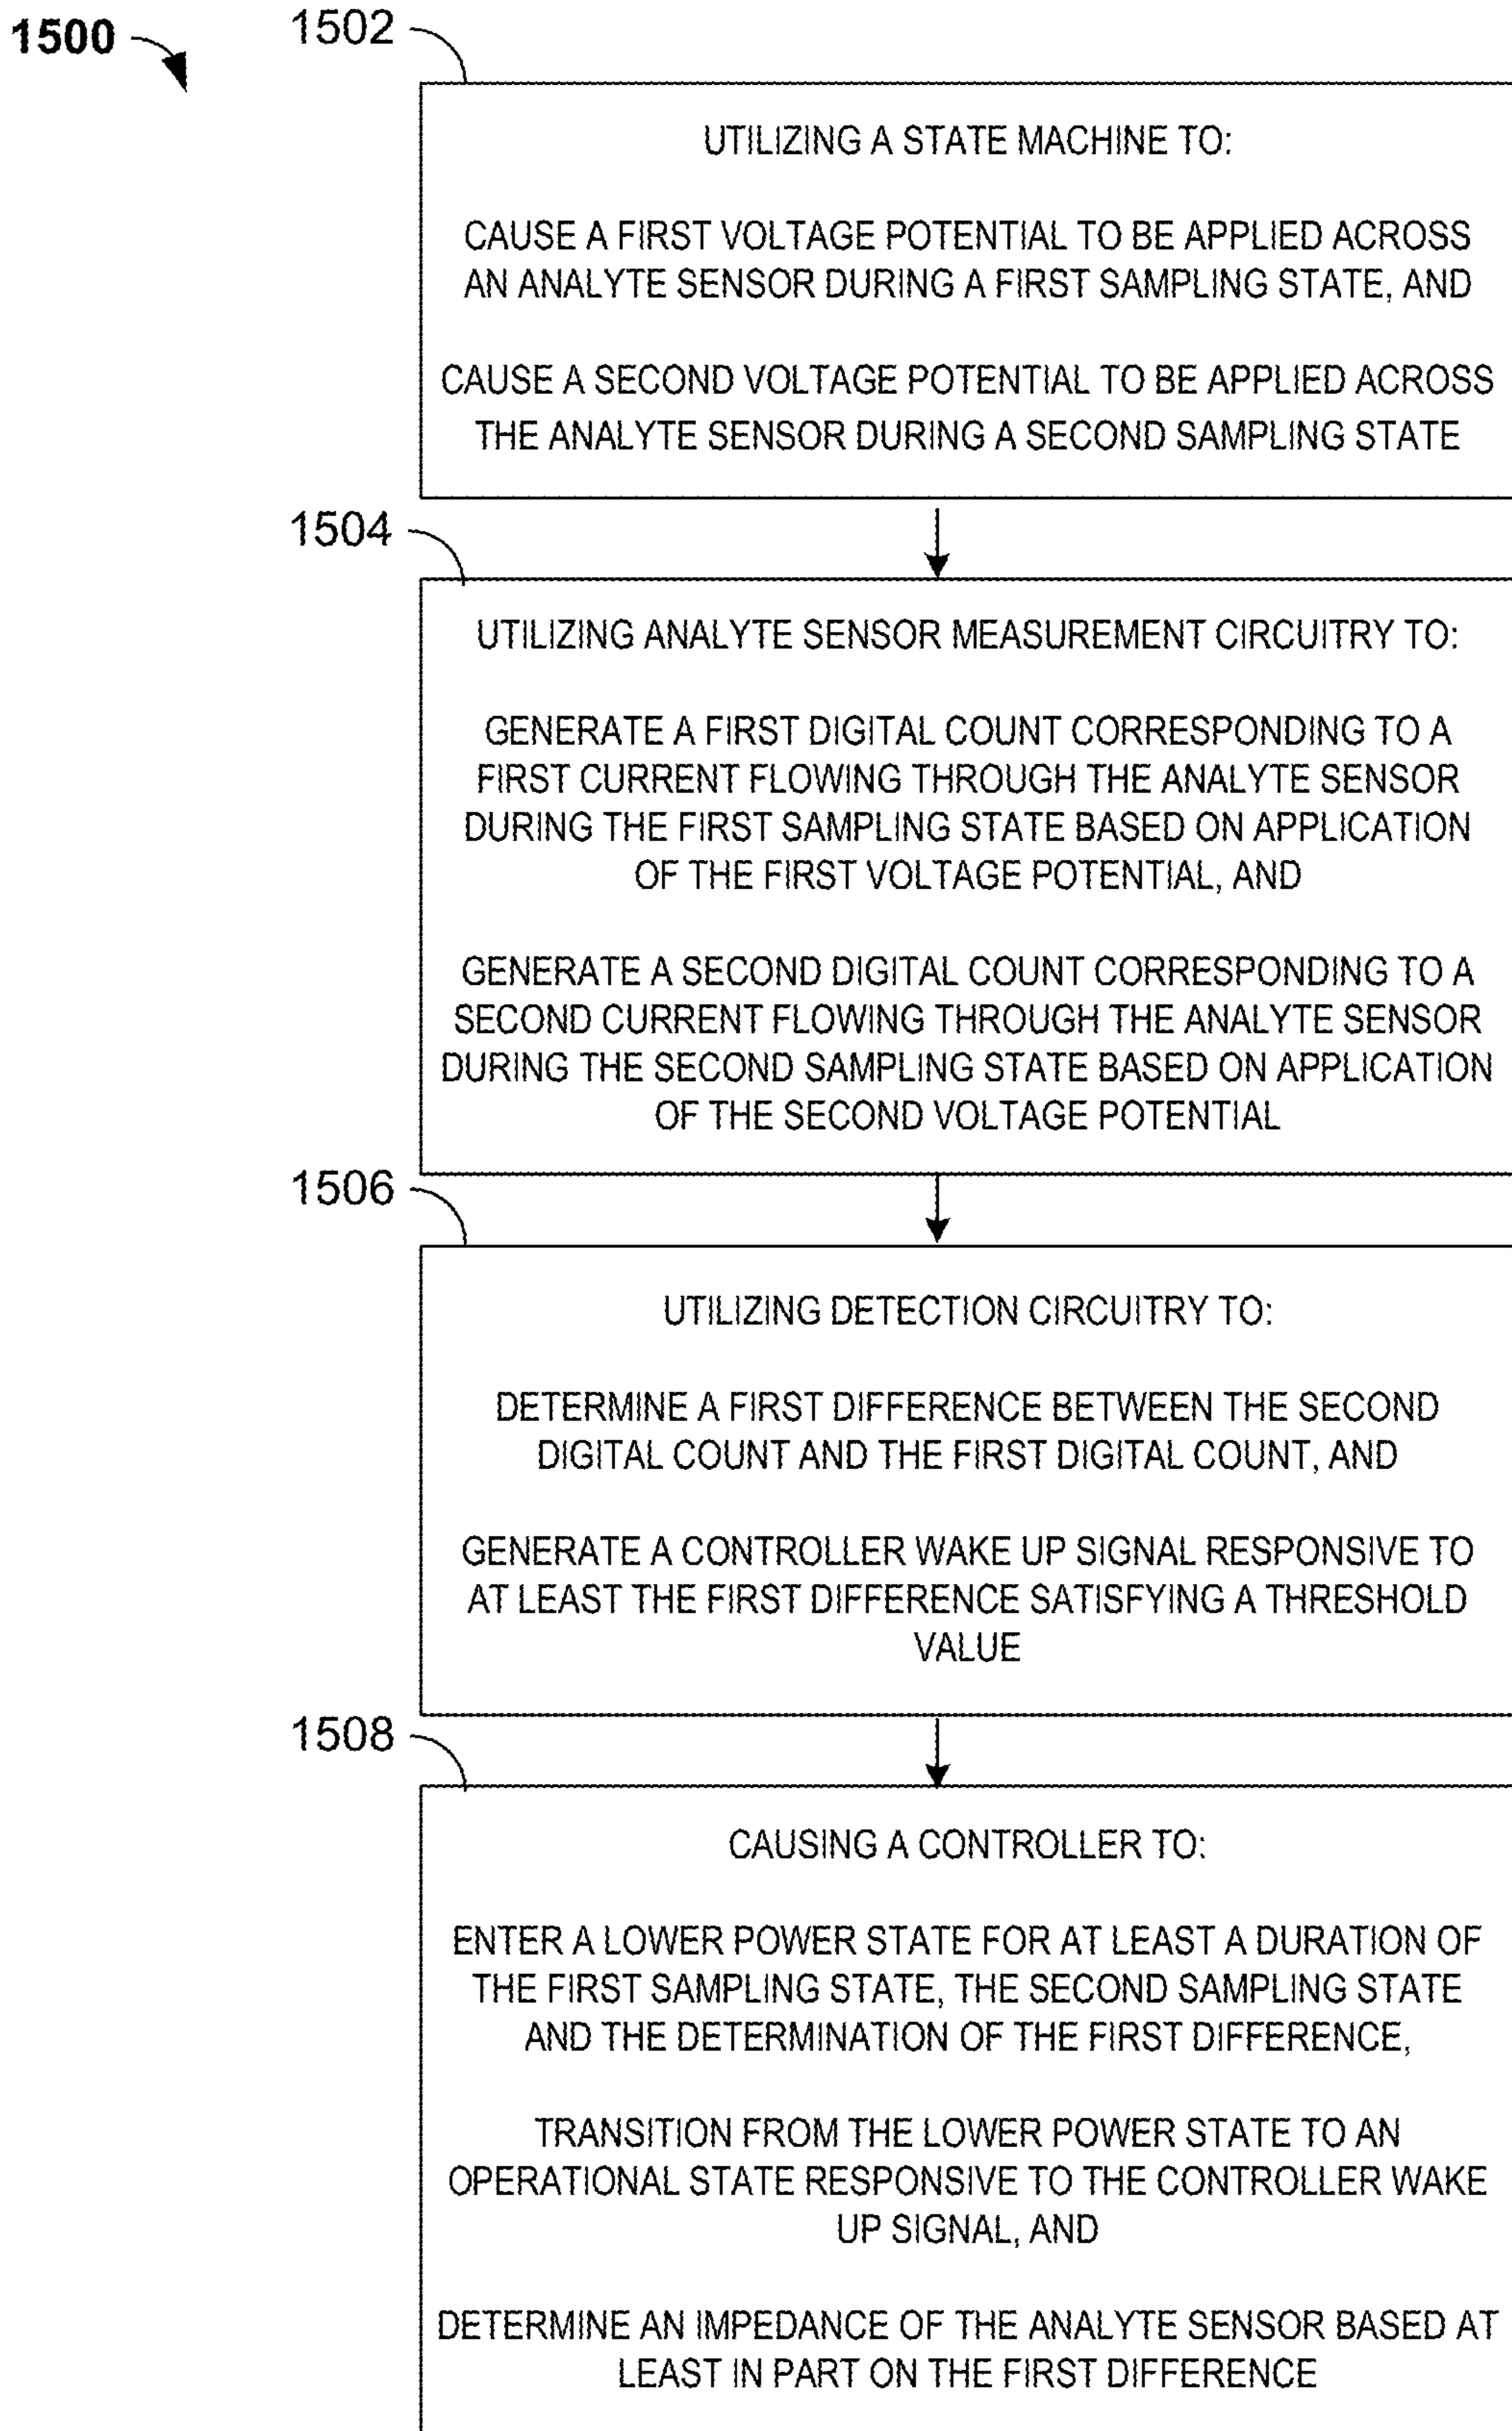 1500
1502
UTILIZING A STATE MACHINE TO:
CAUSE A FIRST VOLTAGE POTENTIAL TO BE APPLIED ACROSS
AN ANALYTE SENSOR DURING A FIRST SAMPLING STATE, AND
CAUSE A SECOND VOLTAGE POTENTIAL TO BE APPLIED ACROSS
THE ANALYTE SENSOR DURING A SECOND SAMPLING STATE
1504
UTILIZING ANALYTE SENSOR MEASUREMENT CIRCUITRY TO:
GENERATE A FIRST DIGITAL COUNT CORRESPONDING TO A
FIRST CURRENT FLOWING THROUGH THE ANALYTE SENSOR
DURING THE FIRST SAMPLING STATE BASED ON APPLICATION
OF THE FIRST VOLTAGE POTENTIAL, AND
GENERATE A SECOND DIGITAL COUNT CORRESPONDING TO A
SECOND CURRENT FLOWING THROUGH THE ANALYTE SENSOR
DURING THE SECOND SAMPLING STATE BASED ON APPLICATION
OF THE SECOND VOLTAGE POTENTIAL
1506
UTILIZING DETECTION CIRCUITRY TO:
DETERMINE A FIRST DIFFERENCE BETWEEN THE SECOND
DIGITAL COUNT AND THE FIRST DIGITAL COUNT, AND
GENERATE A CONTROLLER WAKE UP SIGNAL RESPONSIVE TO
AT LEAST THE FIRST DIFFERENCE SATISFYING A THRESHOLD
VALUE
1508
CAUSING A CONTROLLER TO:
ENTER A LOWER POWER STATE FOR AT LEAST A DURATION OF
THE FIRST SAMPLING STATE, THE SECOND SAMPLING STATE
AND THE DETERMINATION OF THE FIRST DIFFERENCE,
TRANSITION FROM THE LOWER POWER STATE TO AN
OPERATIONAL STATE RESPONSIVE TO THE CONTROLLER WAKE
UP SIGNAL, AND
DETERMINE AN IMPEDANCE OF THE ANALYTE SENSOR BASED AT
LEAST IN PART ON THE FIRST DIFFERENCE